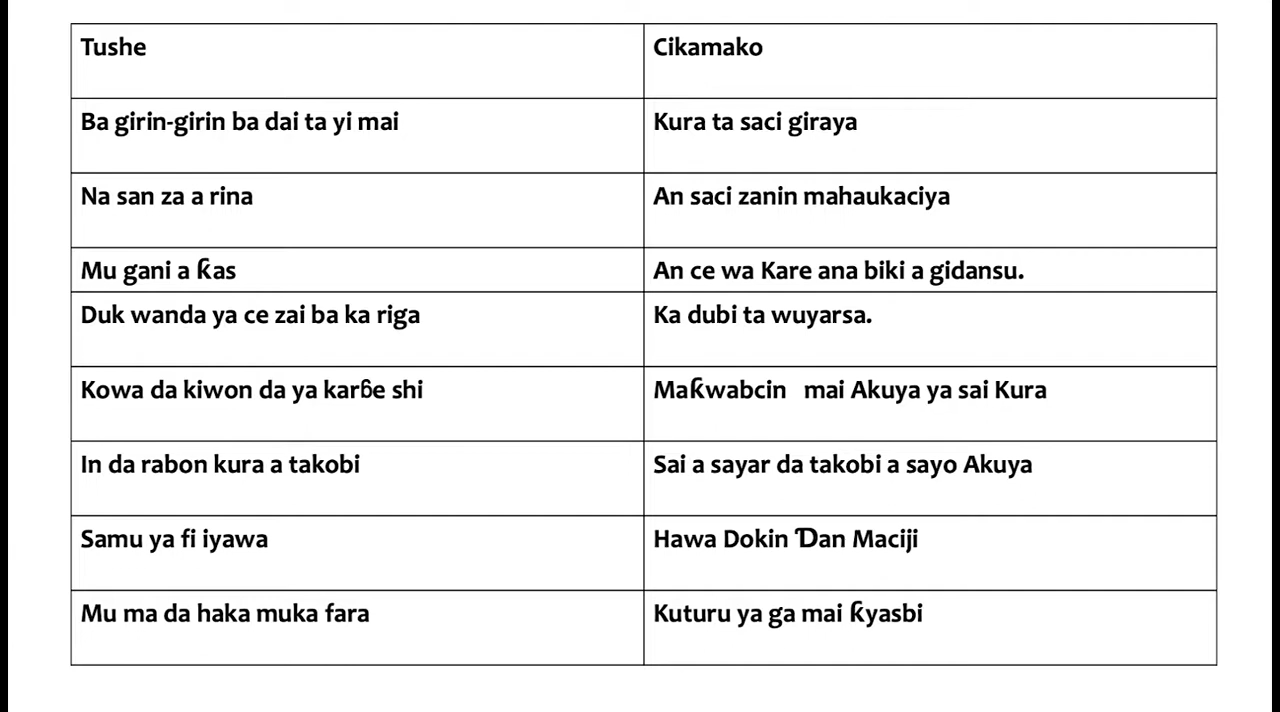 Tushe Cikamako
Ba girin-girin ba dai ta yi mai Kura ta saci giraya
Na san za a rina An saci zanin mahaukaciya
Mu gani a ƙas An ce wa Kare ana biki a gidansu.
Duk wanda ya ce zai ba ka riga Ka dubi ta wuyarsa.
Kowa da kiwon da ya karɓe shi Maƙwabcin mai Akuya ya sai Kura
In da rabon kura a takobi Sai a sayar da takobi a sayo Akuya
Samu ya fi iyawa Hawa Dokin Ɗan Maciji
Mu ma da haka muka fara Kuturu ya ga mai ƙyasbi